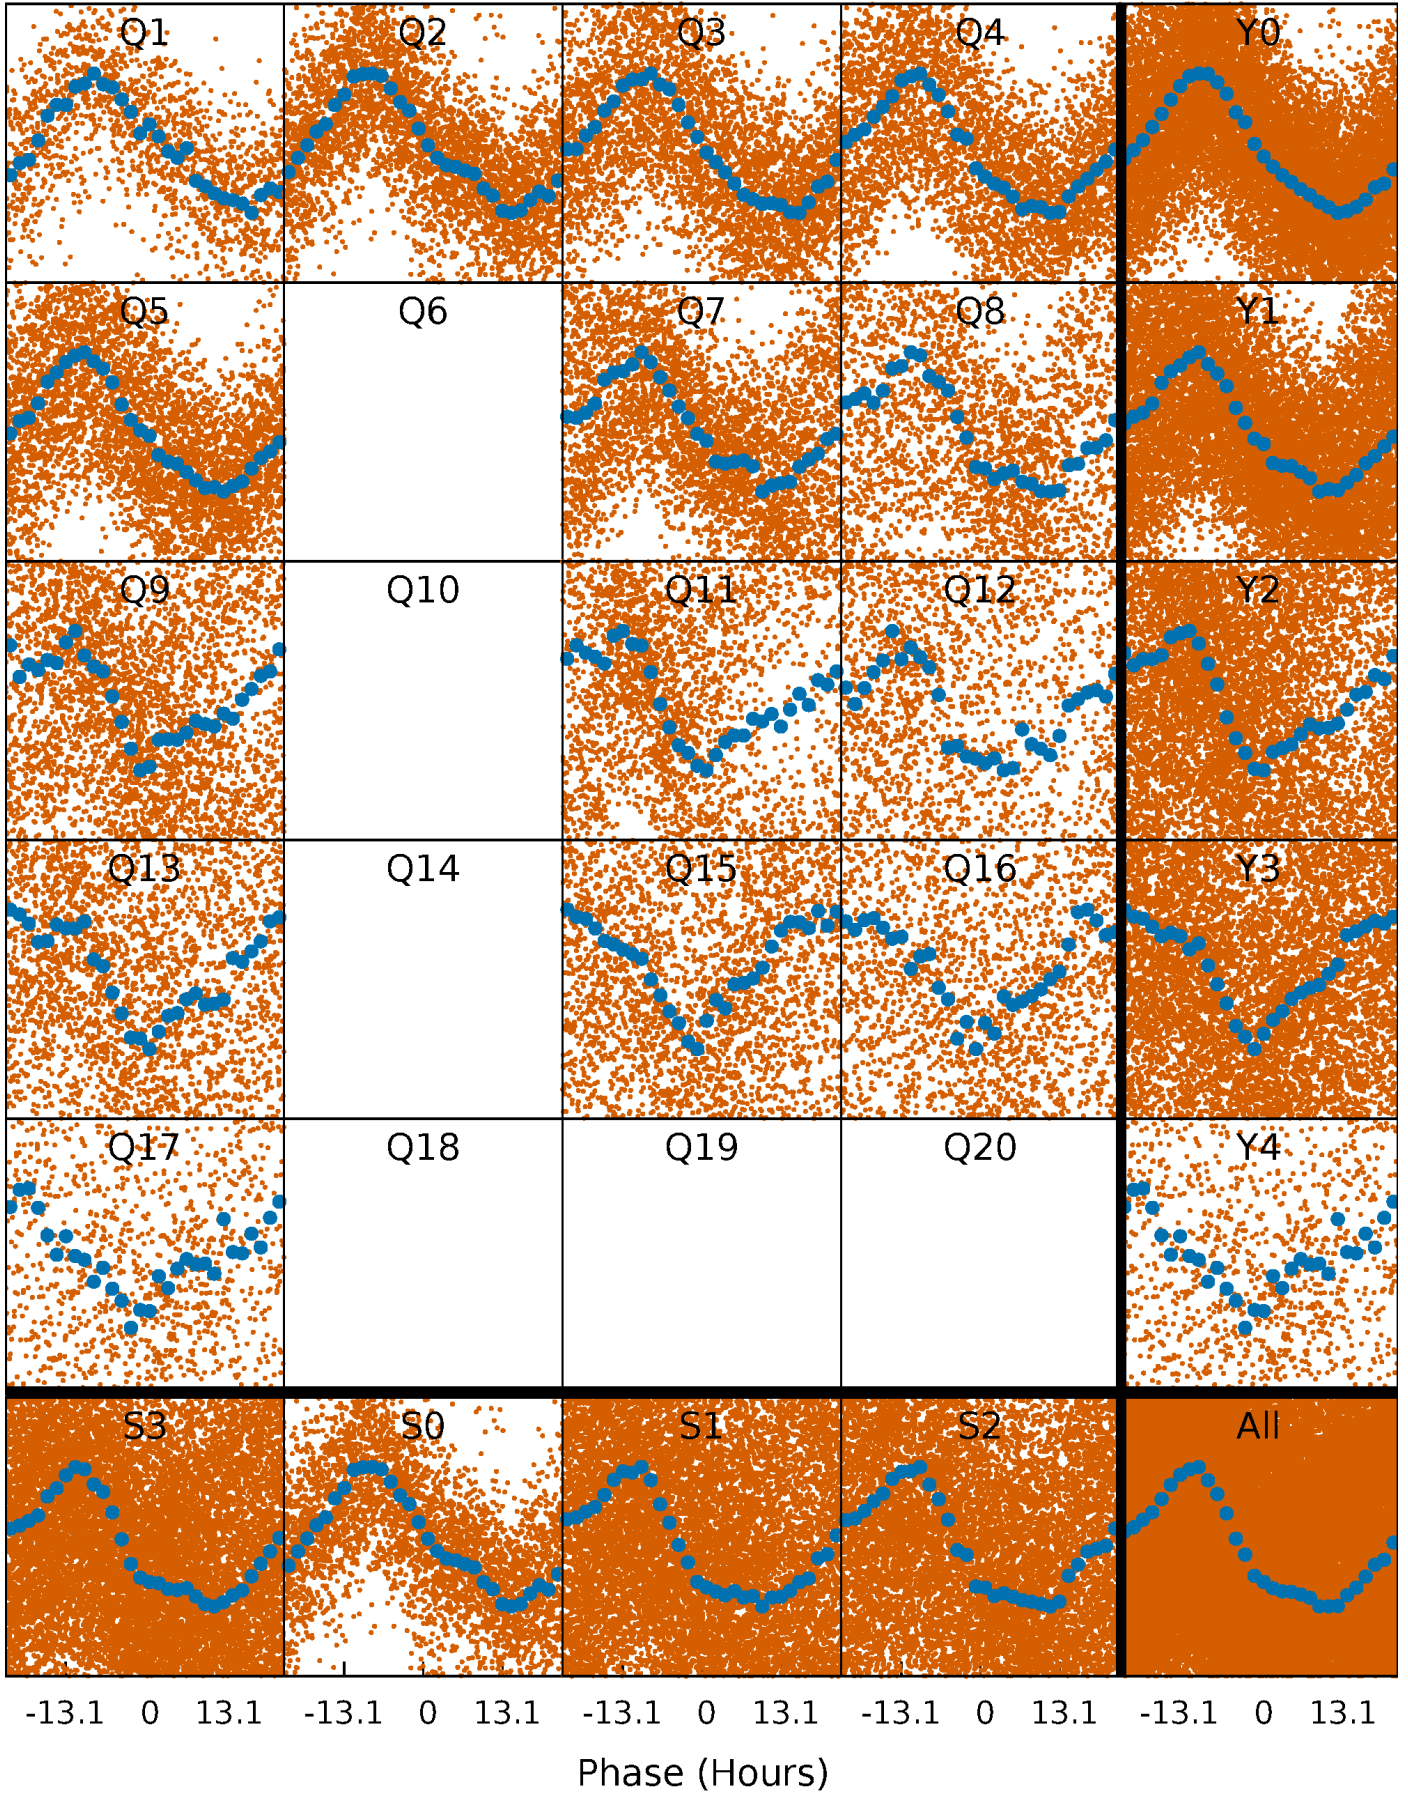 Q1 Q2 Q3 Q4 Y0
Q5 Q6 Q7 Q8 Y1
Q9 Q10 Q11 Q12 Y2
Q13 Q14 Q15 Q16 Y3
Q17 Q18 Q19 Q20 Y4
S3 S0 S1 S2 All
-13.1 0 13.1 -13.1 0 13.1 -13.1 0 13.1 -13.1 0 13.1 -13.1 0 13.1
Phase (Hours)